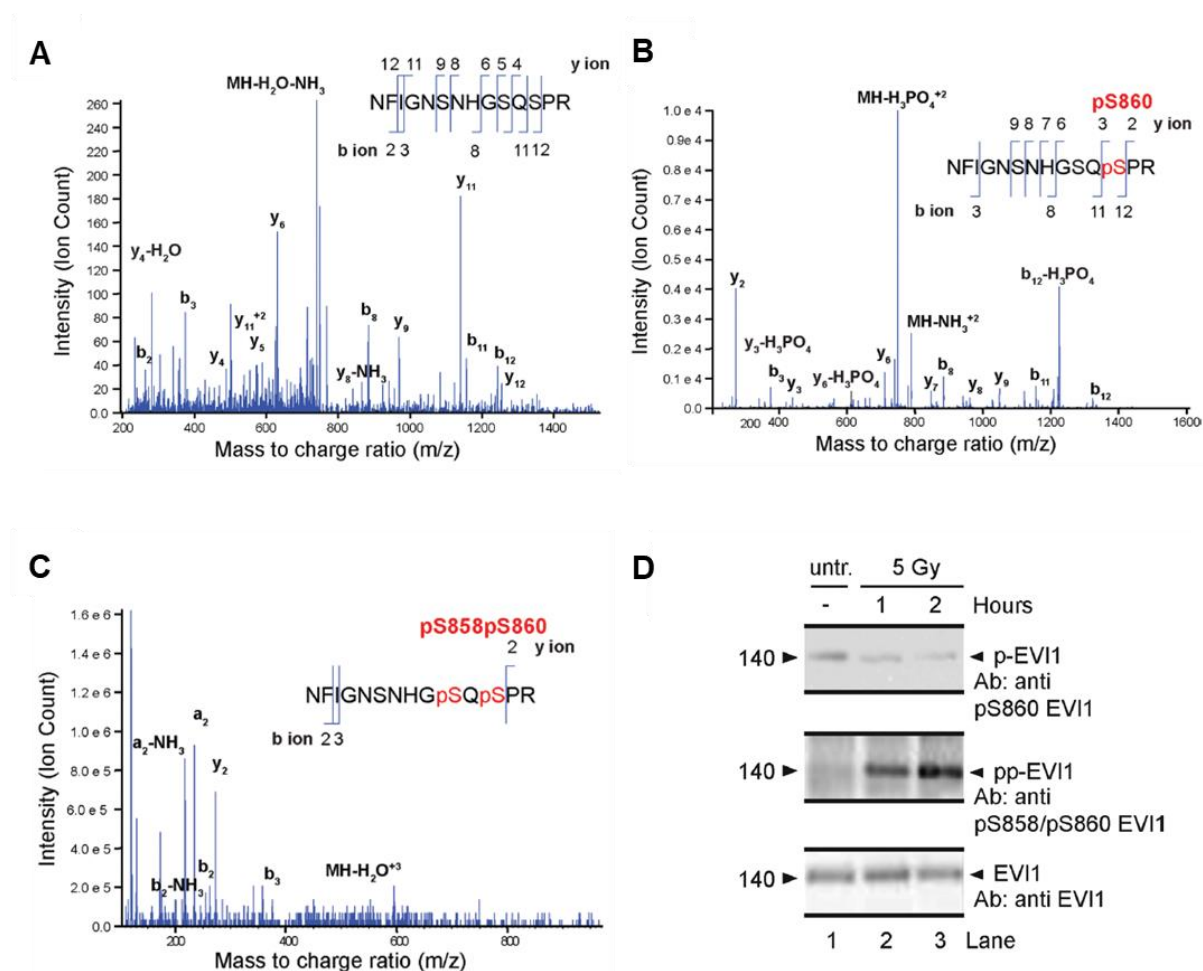 A
12 11 9 8 6 5 4 y ion
NFIGNSNHGSQSPR
b ion 2 3 8 11 12
MH-H₂O-NH₃
Intensity (Ion Count)
260
240
220
200
180
160
140
120
100
80
60
40
20
0.0
y₄-H₂O
b₂
b₃
y₄
y₁₁⁺²
y₅
y₆
y₈-NH₃
b₈
y₉
y₁₁
b₁₁
b₁₂
y₁₂
200 400 600 800 1000 1200 1400
Mass to charge ratio (m/z)
B
pS860
9 8 7 6 3 2 y ion
NFIGNSNHGSQpSPR
b ion 3 8 11 12
MH-H₃PO₄⁺²
Intensity (Ion Count)
1.0 e 4
0.9 e 4
0.8 e 4
0.7 e 4
0.6 e 4
0.5 e 4
0.4 e 4
0.3 e 4
0.2 e 4
0.1 e 4
0.0
y₂
y₃-H₃PO₄
b₃
y₃
y₆-H₃PO₄
y₆
MH-NH₃⁺²
y₇
b₈
y₈
y₉
b₁₁
b₁₂-H₃PO₄
b₁₂
200 400 600 800 1000 1200 1400 1600
Mass to charge ratio (m/z)
C
pS858pS860
2 y ion
NFIGNSNHGpSQpSPR
b ion 2 3
Intensity (Ion Count)
1.6 e 6
1.4 e 6
1.2 e 6
1.0 e 6
8.0 e 5
6.0 e 5
4.0 e 5
2.0 e 5
0.0
a₂-NH₃
a₂
y₂
b₂-NH₃
b₂
b₃
MH-H₂O⁺³
200 400 600 800
Mass to charge ratio (m/z)
D
untr. 5 Gy
- 1 2 Hours
140 ► ◄ p-EVI1
Ab: anti
pS860 EVI1
140 ► ◄ pp-EVI1
Ab: anti
pS858/pS860 EVI1
140 ► ◄ EVI1
Ab: anti EVI1
1 2 3 Lane